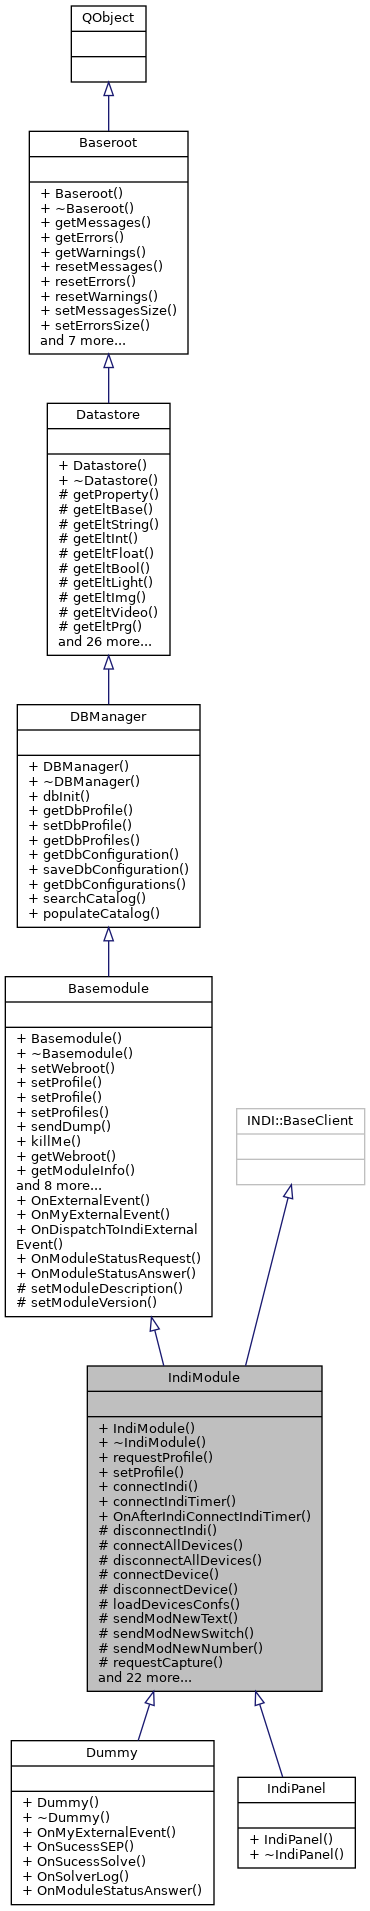 QObject
Baseroot
+ Baseroot()
+ ~Baseroot()
+ getMessages()
+ getErrors()
+ getWarnings()
+ resetMessages()
+ resetErrors()
+ resetWarnings()
+ setMessagesSize()
+ setErrorsSize()
and 7 more...
Datastore
+ Datastore()
+ ~Datastore()
# getProperty()
# getEltBase()
# getEltString()
# getEltInt()
# getEltFloat()
# getEltBool()
# getEltLight()
# getEltImg()
# getEltVideo()
# getEltPrg()
and 26 more...
DBManager
+ DBManager()
+ ~DBManager()
+ dbInit()
+ getDbProfile()
+ setDbProfile()
+ getDbProfiles()
+ getDbConfiguration()
+ saveDbConfiguration()
+ getDbConfigurations()
+ searchCatalog()
+ populateCatalog()
Basemodule
+ Basemodule()
+ ~Basemodule()
+ setWebroot()
+ setProfile()
+ setProfile()
+ setProfiles()
+ sendDump()
+ killMe()
+ getWebroot()
+ getModuleInfo()
and 8 more...
+ OnExternalEvent()
+ OnMyExternalEvent()
+ OnDispatchToIndiExternal
Event()
+ OnModuleStatusRequest()
+ OnModuleStatusAnswer()
# setModuleDescription()
# setModuleVersion()
INDI::BaseClient
IndiModule
+ IndiModule()
+ ~IndiModule()
+ requestProfile()
+ setProfile()
+ connectIndi()
+ connectIndiTimer()
+ OnAfterIndiConnectIndiTimer()
# disconnectIndi()
# connectAllDevices()
# disconnectAllDevices()
# connectDevice()
# disconnectDevice()
# loadDevicesConfs()
# sendModNewText()
# sendModNewSwitch()
# sendModNewNumber()
# requestCapture()
and 22 more...
Dummy
+ Dummy()
+ ~Dummy()
+ OnMyExternalEvent()
+ OnSucessSEP()
+ OnSucessSolve()
+ OnSolverLog()
+ OnModuleStatusAnswer()
IndiPanel
+ IndiPanel()
+ ~IndiPanel()